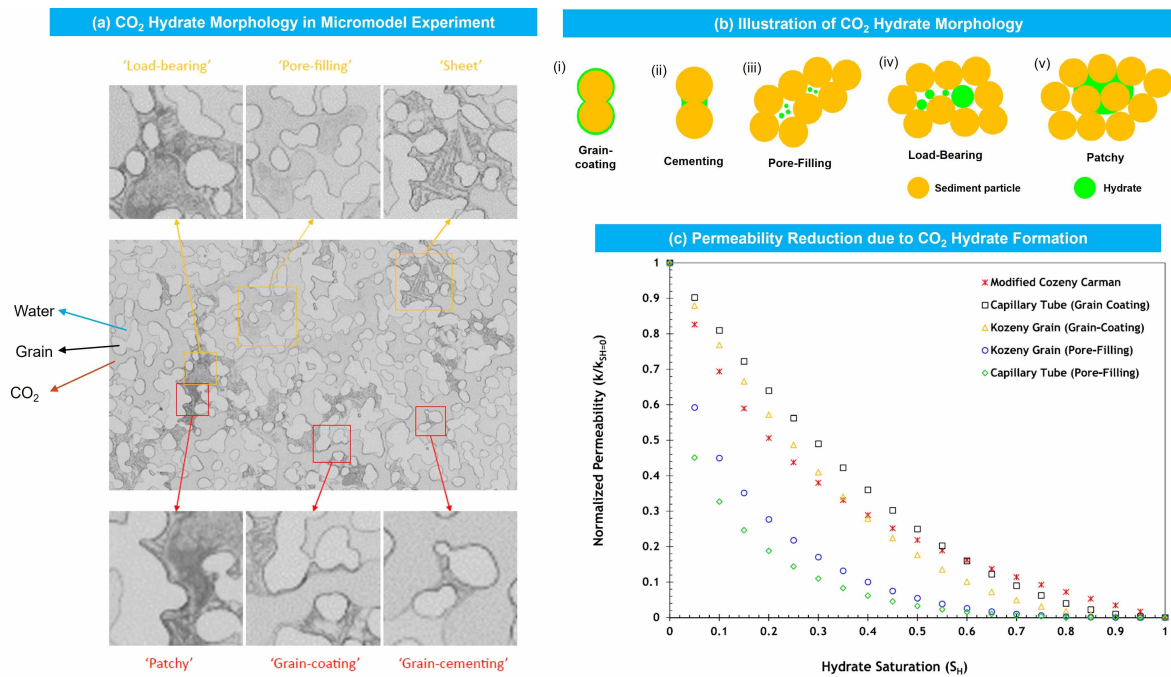 (a) CO₂ Hydrate Morphology in Micromodel Experiment
'Load-bearing'
'Pore-filling'
'Sheet'
Water
Grain
CO₂
'Patchy'
'Grain-coating'
'Grain-cementing'
(b) Illustration of CO₂ Hydrate Morphology
(i)
(ii)
(iii)
(iv)
(v)
Grain-
coating
Cementing
Pore-Filling
Load-Bearing
Patchy
Sediment particle
Hydrate
(c) Permeability Reduction due to CO₂ Hydrate Formation
Normalized Permeability (k/k_SH=0)
1
0.9
0.8
0.7
0.6
0.5
0.4
0.3
0.2
0.1
0
Modified Cozeny Carman
Capillary Tube (Grain Coating)
Kozeny Grain (Grain-Coating)
Kozeny Grain (Pore-Filling)
Capillary Tube (Pore-Filling)
0 0.1 0.2 0.3 0.4 0.5 0.6 0.7 0.8 0.9 1
Hydrate Saturation (S_H)